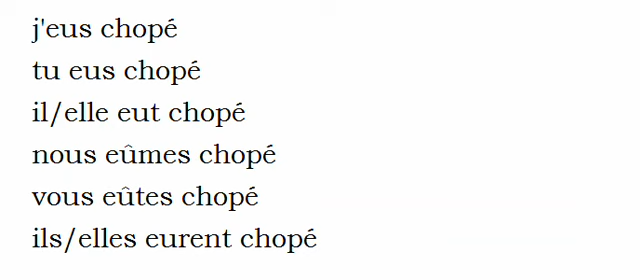 j'eus chopé
tu eus chopé
il/elle eut chopé
nous eûmes chopé
vous eûtes chopé
ils/elles eurent chopé